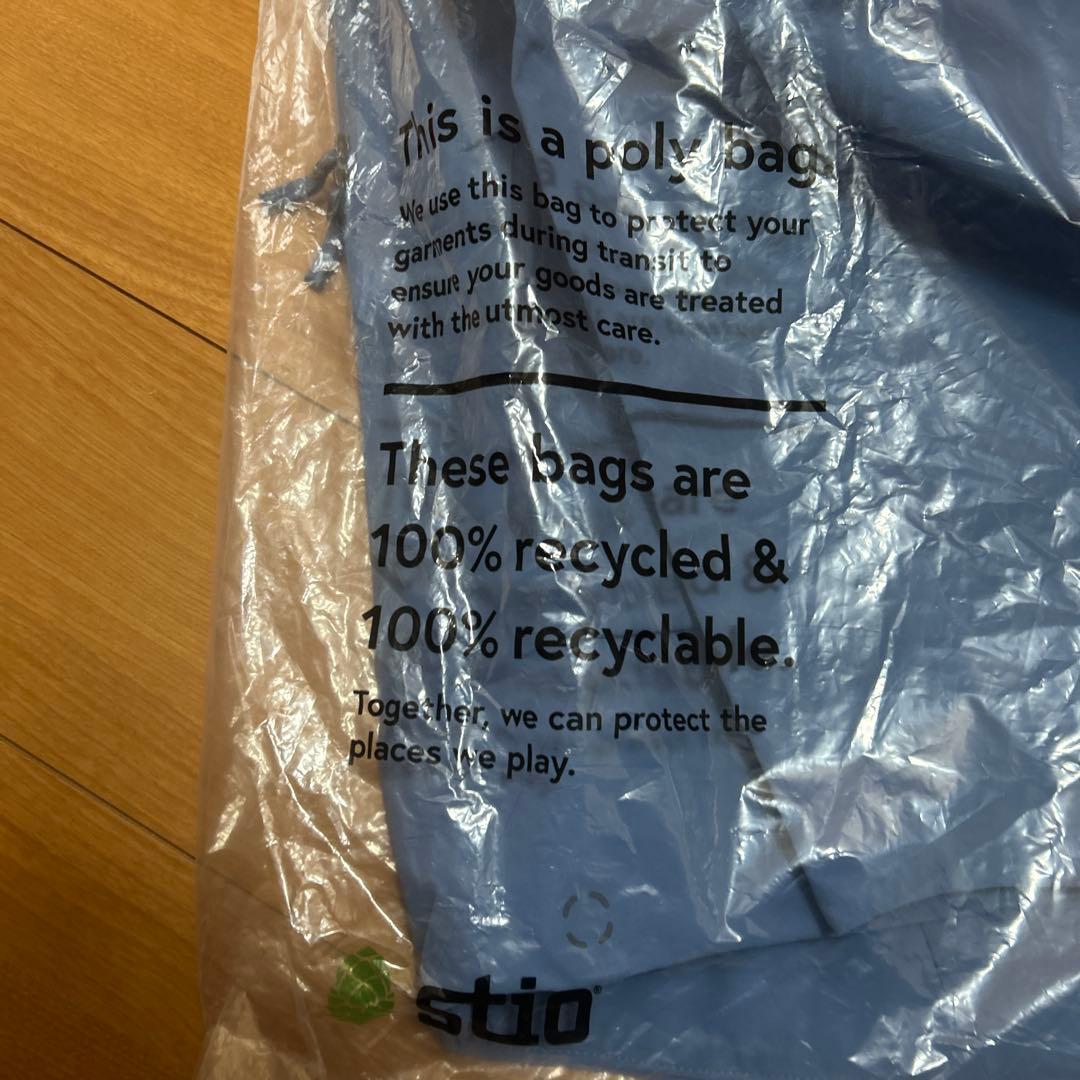 This is a poly bag.
We use this bag to protect your
garments during transit to
ensure your goods are treated
with the utmost care.
These bags are
100% recycled &
100% recyclable.
Together, we can protect the
places we play.
stio®